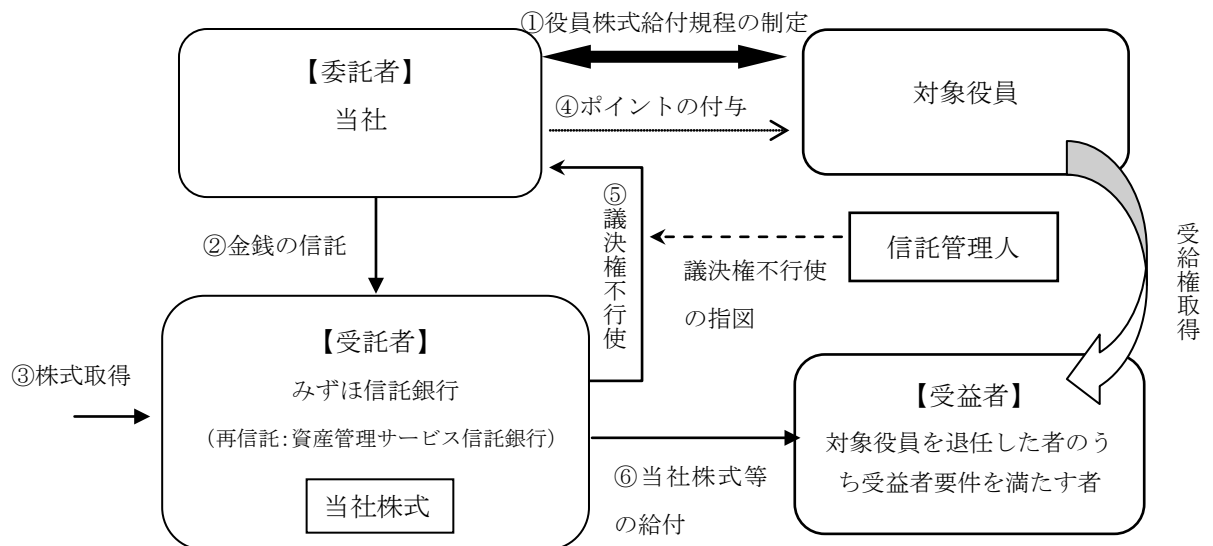 ①役員株式給付規程の制定
【委託者】
当社
対象役員
④ポイントの付与
②金銭の信託
⑤議決権不行使
議決権不行使
の指図
信託管理人
受給権取得
③株式取得
【受託者】
みずほ信託銀行
(再信託:資産管理サービス信託銀行)
当社株式
⑥当社株式等
の給付
【受益者】
対象役員を退任した者のう
ち受益者要件を満たす者